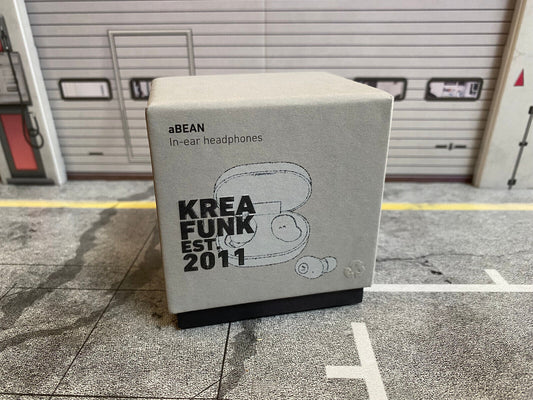 aBEAN
In-ear headphones
KREA
FUNK
EST.
2011